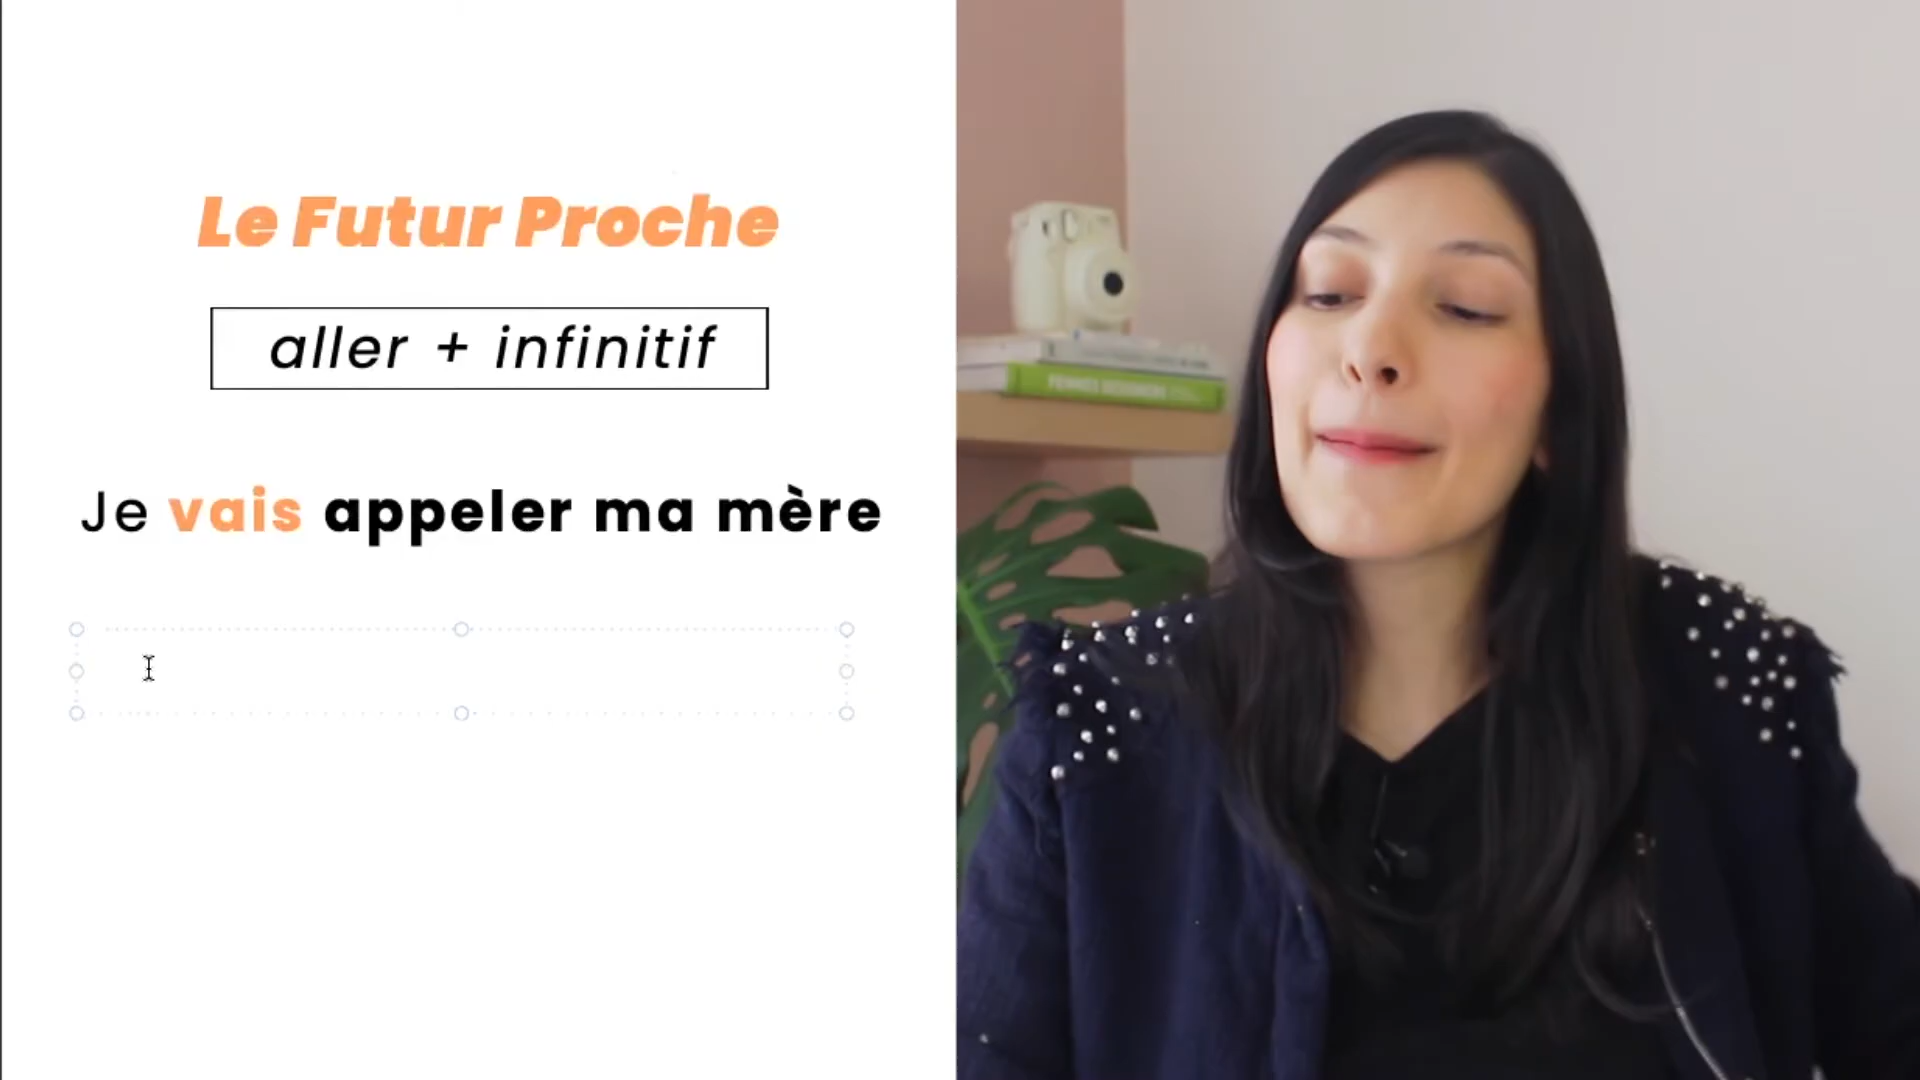 Le Futur Proche
aller + infinitif
Je vais appeler ma mère